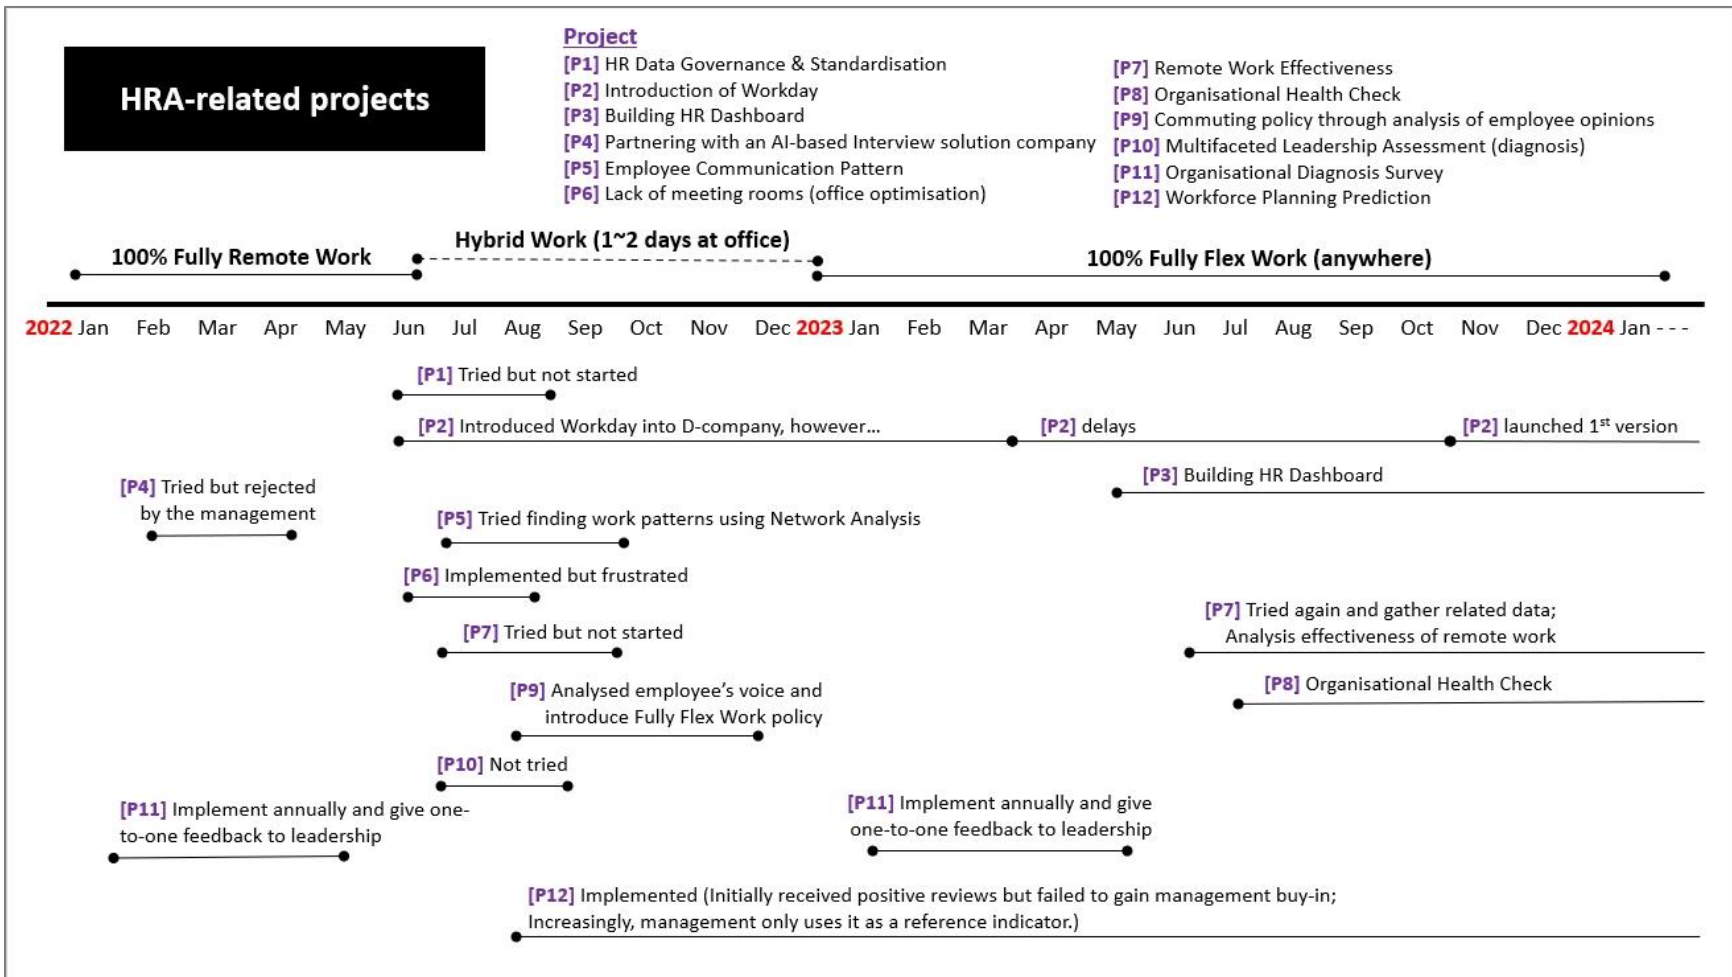 HRA-related projects
Project
[P1] HR Data Governance & Standardisation
[P2] Introduction of Workday
[P3] Building HR Dashboard
[P4] Partnering with an AI-based Interview solution company
[P5] Employee Communication Pattern
[P6] Lack of meeting rooms (office optimisation)
[P7] Remote Work Effectiveness
[P8] Organisational Health Check
[P9] Commuting policy through analysis of employee opinions
[P10] Multifaceted Leadership Assessment (diagnosis)
[P11] Organisational Diagnosis Survey
[P12] Workforce Planning Prediction
100% Fully Remote Work
Hybrid Work (1~2 days at office)
100% Fully Flex Work (anywhere)
2022 Jan Feb Mar Apr May Jun Jul Aug Sep Oct Nov Dec 2023 Jan Feb Mar Apr May Jun Jul Aug Sep Oct Nov Dec 2024 Jan - - -
[P1] Tried but not started
[P2] Introduced Workday into D-company, however…
[P2] delays
[P2] launched 1st version
[P3] Building HR Dashboard
[P4] Tried but rejected
by the management
[P5] Tried finding work patterns using Network Analysis
[P6] Implemented but frustrated
[P7] Tried but not started
[P7] Tried again and gather related data;
Analysis effectiveness of remote work
[P8] Organisational Health Check
[P9] Analysed employee’s voice and
introduce Fully Flex Work policy
[P10] Not tried
[P11] Implement annually and give one-
to-one feedback to leadership
[P11] Implement annually and give
one-to-one feedback to leadership
[P12] Implemented (Initially received positive reviews but failed to gain management buy-in;
Increasingly, management only uses it as a reference indicator.)